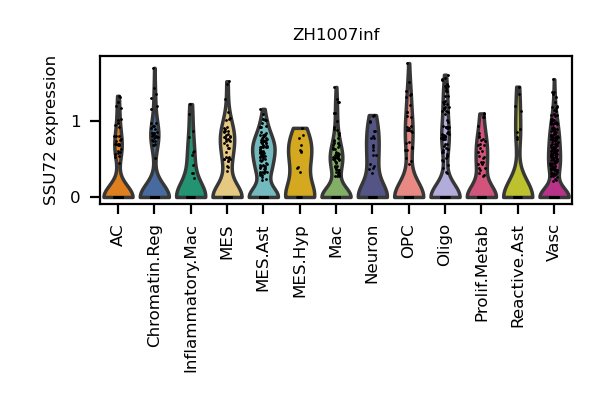 ZH1007inf
SSU72 expression
1
0
AC
Chromatin.Reg
Inflammatory.Mac
MES
MES.Ast
MES.Hyp
Mac
Neuron
OPC
Oligo
Prolif.Metab
Reactive.Ast
Vasc